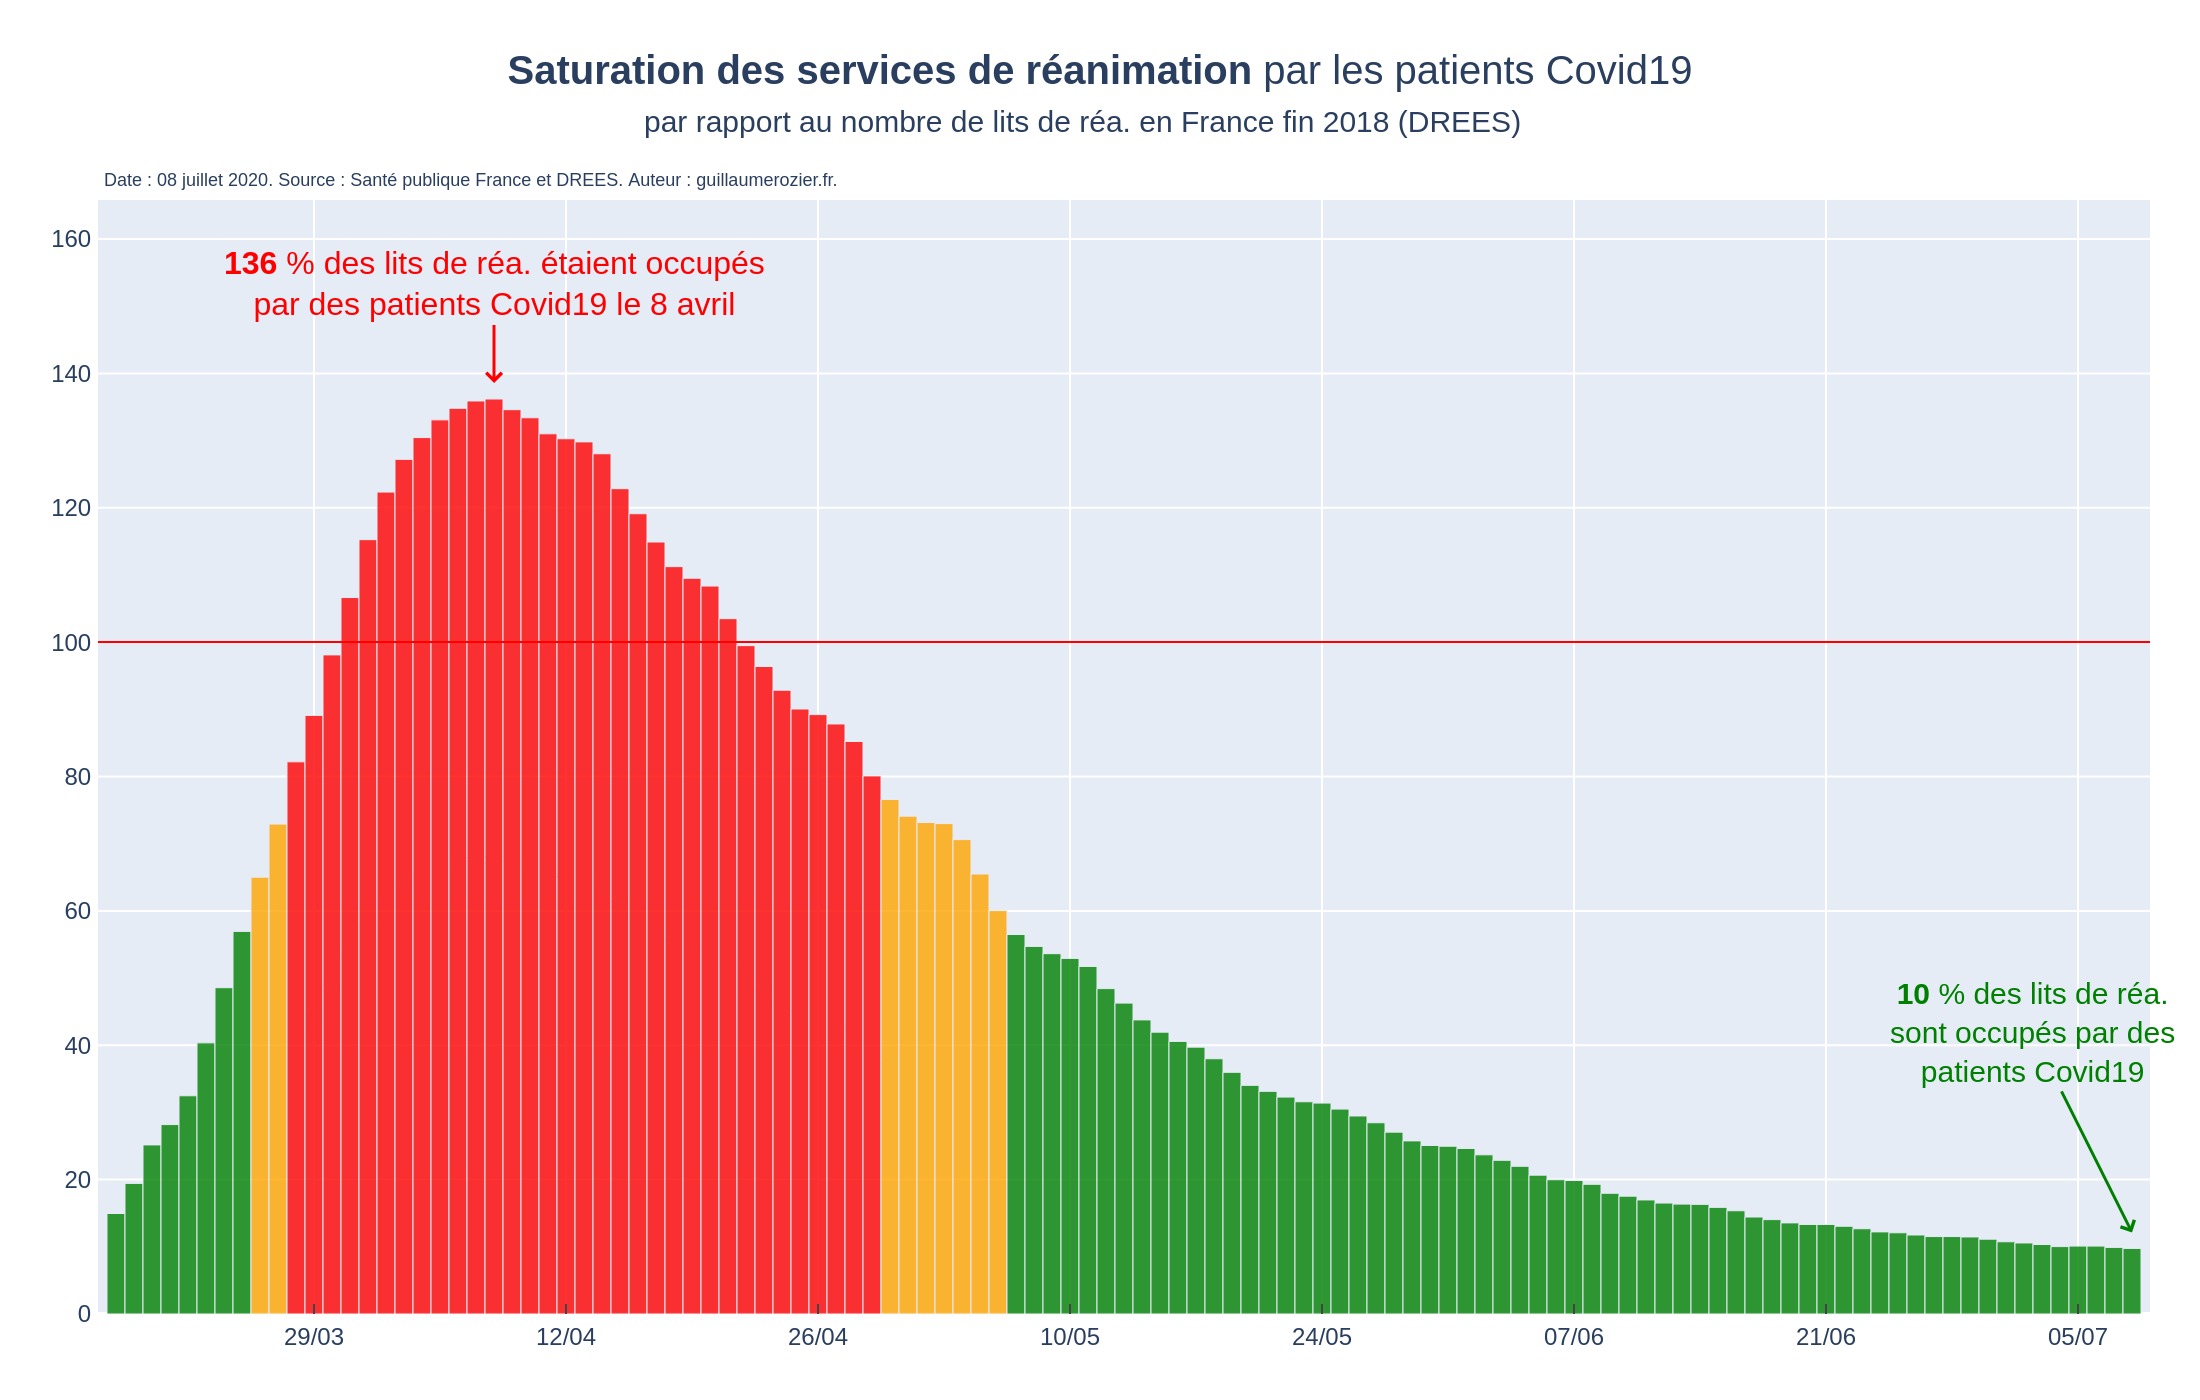 Saturation des services de réanimation par les patients Covid19
par rapport au nombre de lits de réa. en France fin 2018 (DREES)
Date : 08 juillet 2020. Source : Santé publique France et DREES. Auteur : guillaumerozier.fr.
160
136 % des lits de réa. étaient occupés
par des patients Covid19 le 8 avril
140
120
100
80
60
10 % des lits de réa.
sont occupés par des
patients Covid19
40
20
0
29/03 12/04 26/04 10/05 24/05 07/06 21/06 05/07